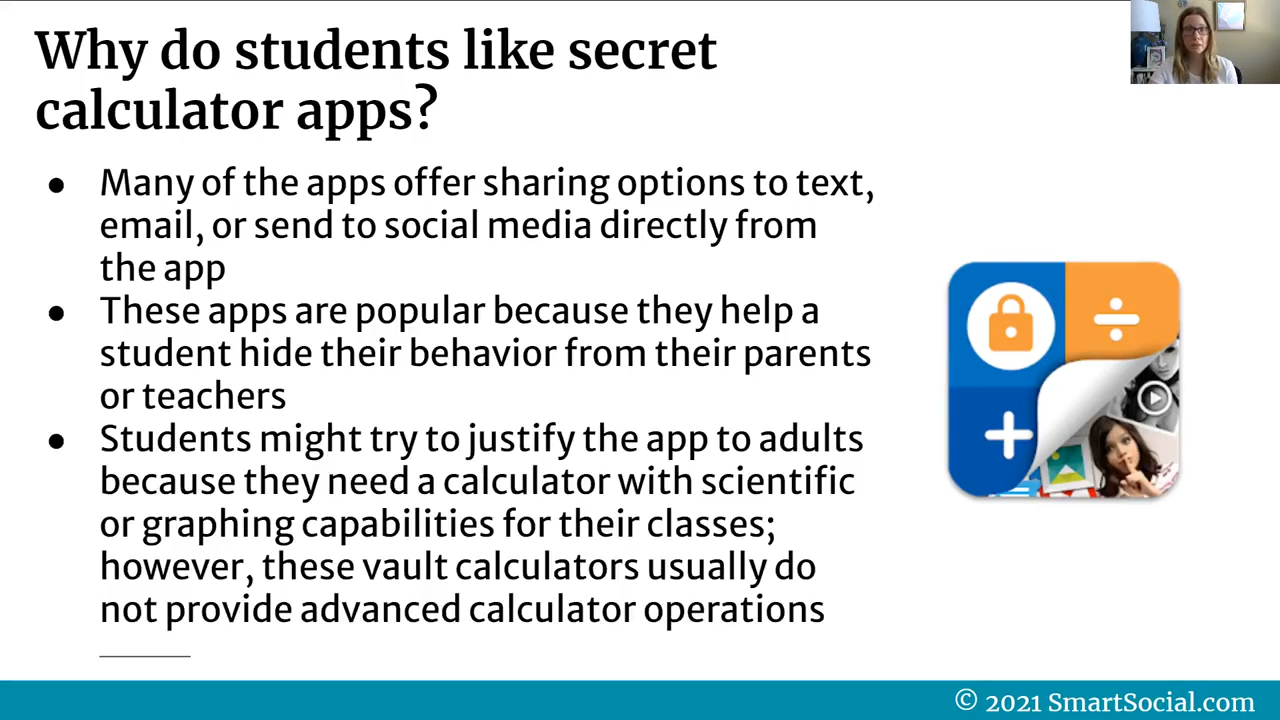 Why do students like secret
calculator apps?
● Many of the apps offer sharing options to text,
email, or send to social media directly from
the app
● These apps are popular because they help a
student hide their behavior from their parents
or teachers
● Students might try to justify the app to adults
because they need a calculator with scientific
or graphing capabilities for their classes;
however, these vault calculators usually do
not provide advanced calculator operations
© 2021 SmartSocial.com